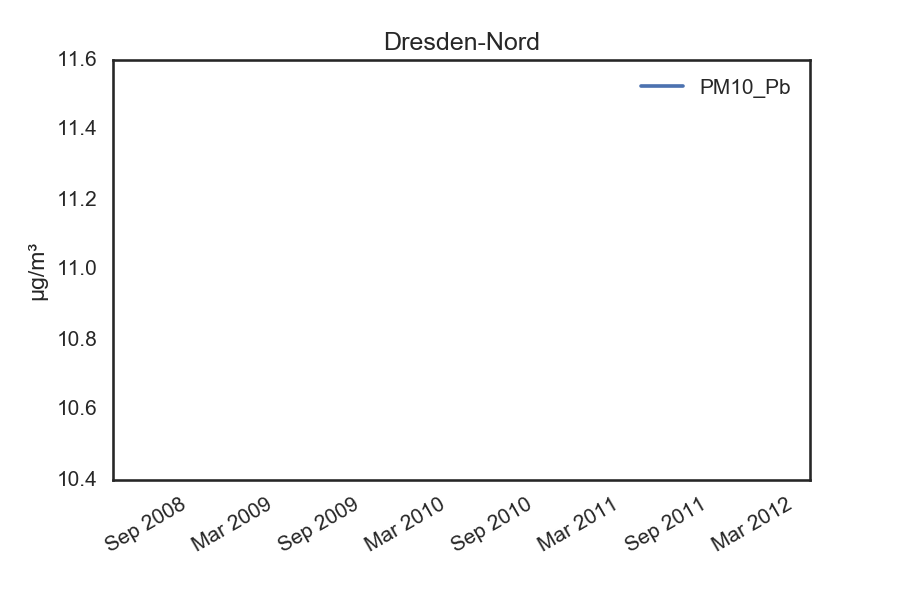 Dresden-Nord
PM10_Pb
µg/m³
11.6
11.4
11.2
11.0
10.8
10.6
10.4
Sep 2008
Mar 2009
Sep 2009
Mar 2010
Sep 2010
Mar 2011
Sep 2011
Mar 2012